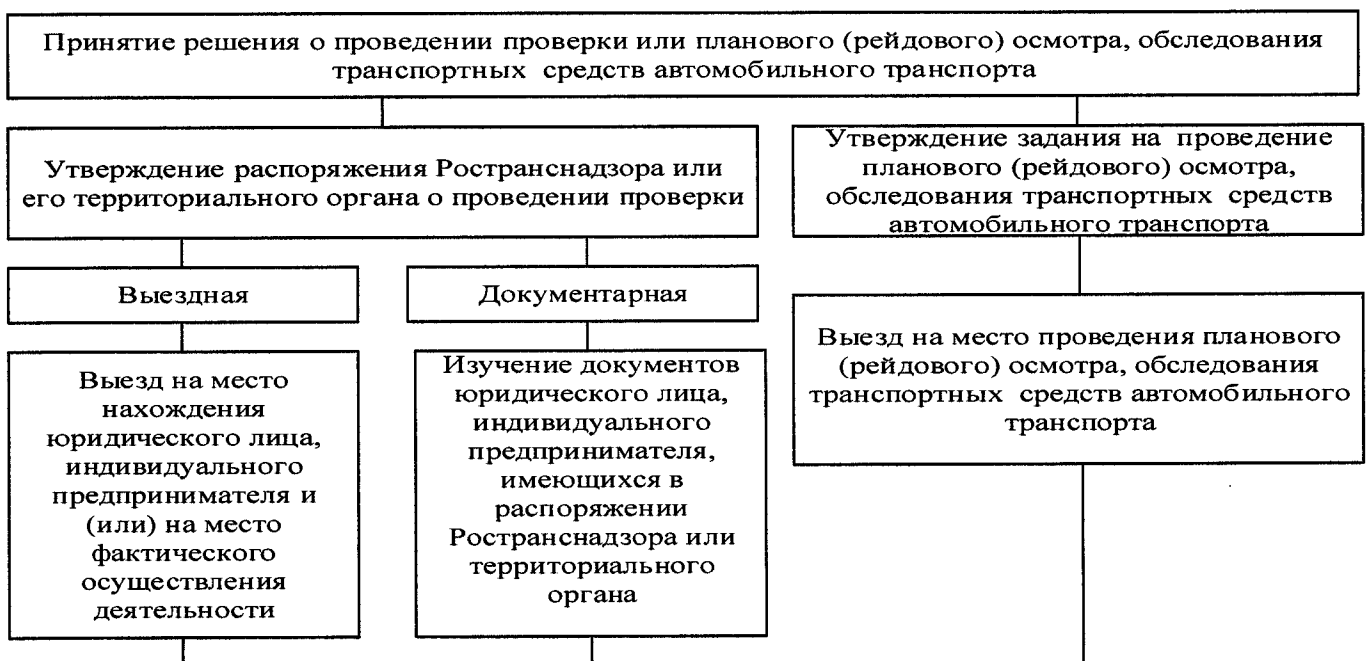 Принятие решения о проведении проверки или планового (рейдового) осмотра, обследования
транспортных средств автомобильного транспорта
Утверждение распоряжения Ространснадзора или
его территориального органа о проведении проверки
Утверждение задания на проведение
планового (рейдового) осмотра,
обследования транспортных средств
автомобильного транспорта
Выездная
Документарная
Выезд на место проведения планового
(рейдового) осмотра, обследования
транспортных средств автомобильного
транспорта
Выезд на место
нахождения
юридического лица,
индивидуального
предпринимателя и
(или) на место
фактического
осуществления
деятельности
Изучение документов
юридического лица,
индивидуального
предпринимателя,
имеющихся в
распоряжении
Ространснадзора или
территориального
органа